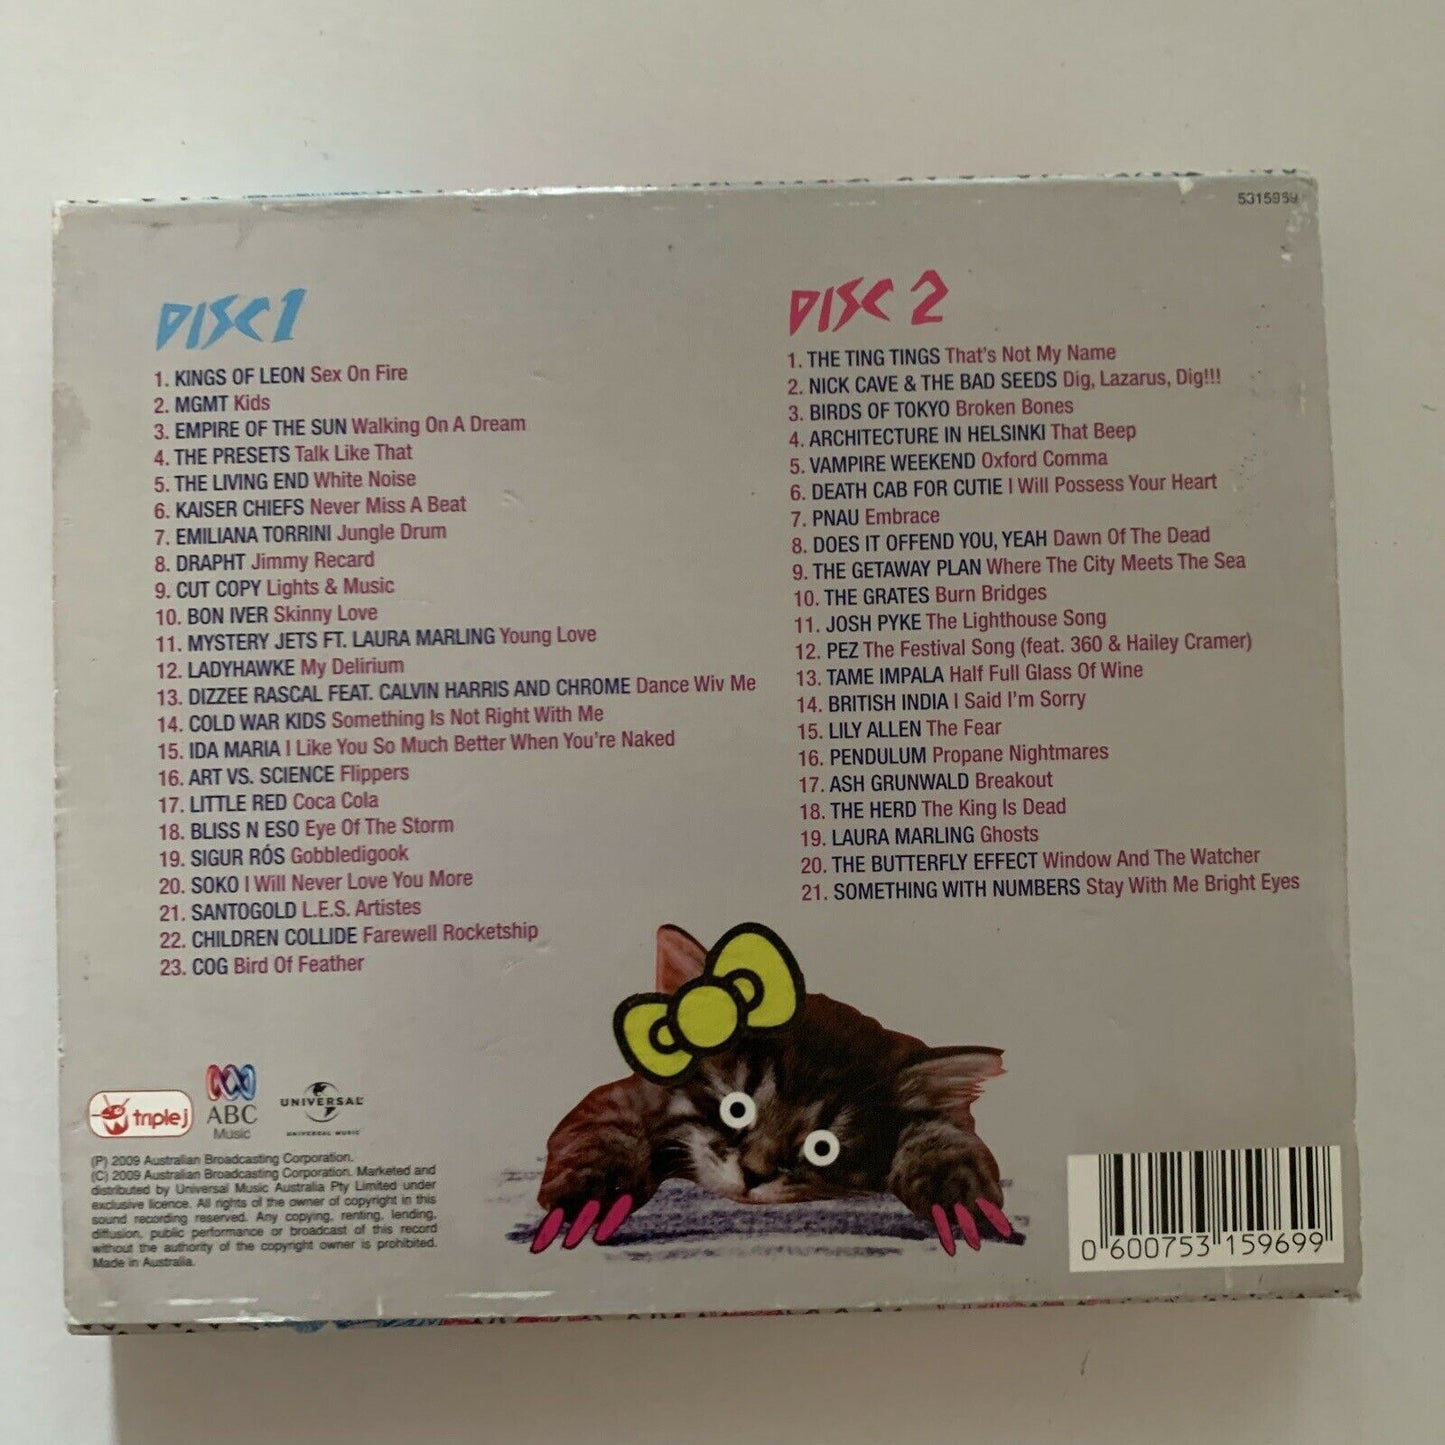 5315969
DISC 1
1. KINGS OF LEON Sex On Fire
2. MGMT Kids
3. EMPIRE OF THE SUN Walking On A Dream
4. THE PRESETS Talk Like That
5. THE LIVING END White Noise
6. KAISER CHIEFS Never Miss A Beat
7. EMILIANA TORRINI Jungle Drum
8. DRAPHT Jimmy Recard
9. CUT COPY Lights & Music
10. BON IVER Skinny Love
11. MYSTERY JETS FT. LAURA MARLING Young Love
12. LADYHAWKE My Delirium
13. DIZZEE RASCAL FEAT. CALVIN HARRIS AND CHROME Dance Wiv Me
14. COLD WAR KIDS Something Is Not Right With Me
15. IDA MARIA I Like You So Much Better When You're Naked
16. ART VS. SCIENCE Flippers
17. LITTLE RED Coca Cola
18. BLISS N ESO Eye Of The Storm
19. SIGUR RÓS Gobbledigook
20. SOKO I Will Never Love You More
21. SANTOGOLD L.E.S. Artistes
22. CHILDREN COLLIDE Farewell Rocketship
23. COG Bird Of Feather
DISC 2
1. THE TING TINGS That's Not My Name
2. NICK CAVE & THE BAD SEEDS Dig, Lazarus, Dig!!!
3. BIRDS OF TOKYO Broken Bones
4. ARCHITECTURE IN HELSINKI That Beep
5. VAMPIRE WEEKEND Oxford Comma
6. DEATH CAB FOR CUTIE I Will Possess Your Heart
7. PNAU Embrace
8. DOES IT OFFEND YOU, YEAH Dawn Of The Dead
9. THE GETAWAY PLAN Where The City Meets The Sea
10. THE GRATES Burn Bridges
11. JOSH PYKE The Lighthouse Song
12. PEZ The Festival Song (feat. 360 & Hailey Cramer)
13. TAME IMPALA Half Full Glass Of Wine
14. BRITISH INDIA I Said I'm Sorry
15. LILY ALLEN The Fear
16. PENDULUM Propane Nightmares
17. ASH GRUNWALD Breakout
18. THE HERD The King Is Dead
19. LAURA MARLING Ghosts
20. THE BUTTERFLY EFFECT Window And The Watcher
21. SOMETHING WITH NUMBERS Stay With Me Bright Eyes
triple j
ABC
Music
UNIVERSAL
UNIVERSAL MUSIC
(P) 2009 Australian Broadcasting Corporation.
(C) 2009 Australian Broadcasting Corporation. Marketed and
distributed by Universal Music Australia Pty Limited under
exclusive licence. All rights of the owner of copyright in this
sound recording reserved. Any copying, renting, lending,
diffusion, public performance or broadcast of this record
without the authority of the copyright owner is prohibited.
Made in Australia.
0 600753 159699